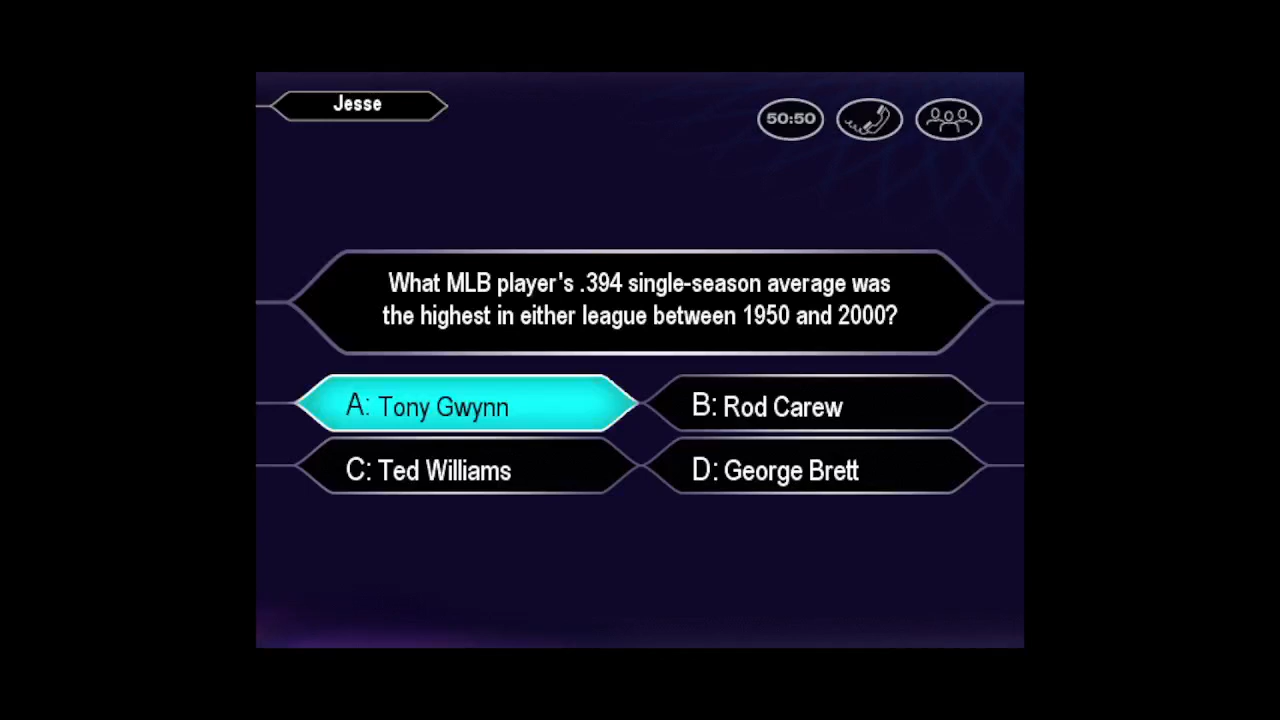 Jesse
50:50
What MLB player's .394 single-season average was
the highest in either league between 1950 and 2000?
A: Tony Gwynn
B: Rod Carew
C: Ted Williams
D: George Brett